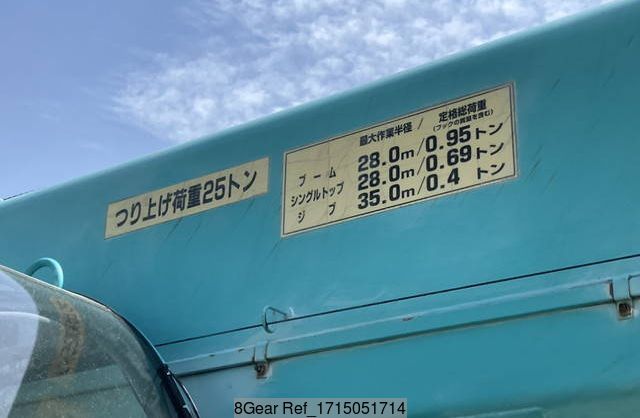 つり上げ荷重25トン
最大作業半径 / 定格総荷重
(フックの質量を含む)
ブーム 28.0m/0.95トン
シングルトップ 28.0m/0.69トン
ジブ 35.0m/0.4トン
8Gear Ref_1715051714